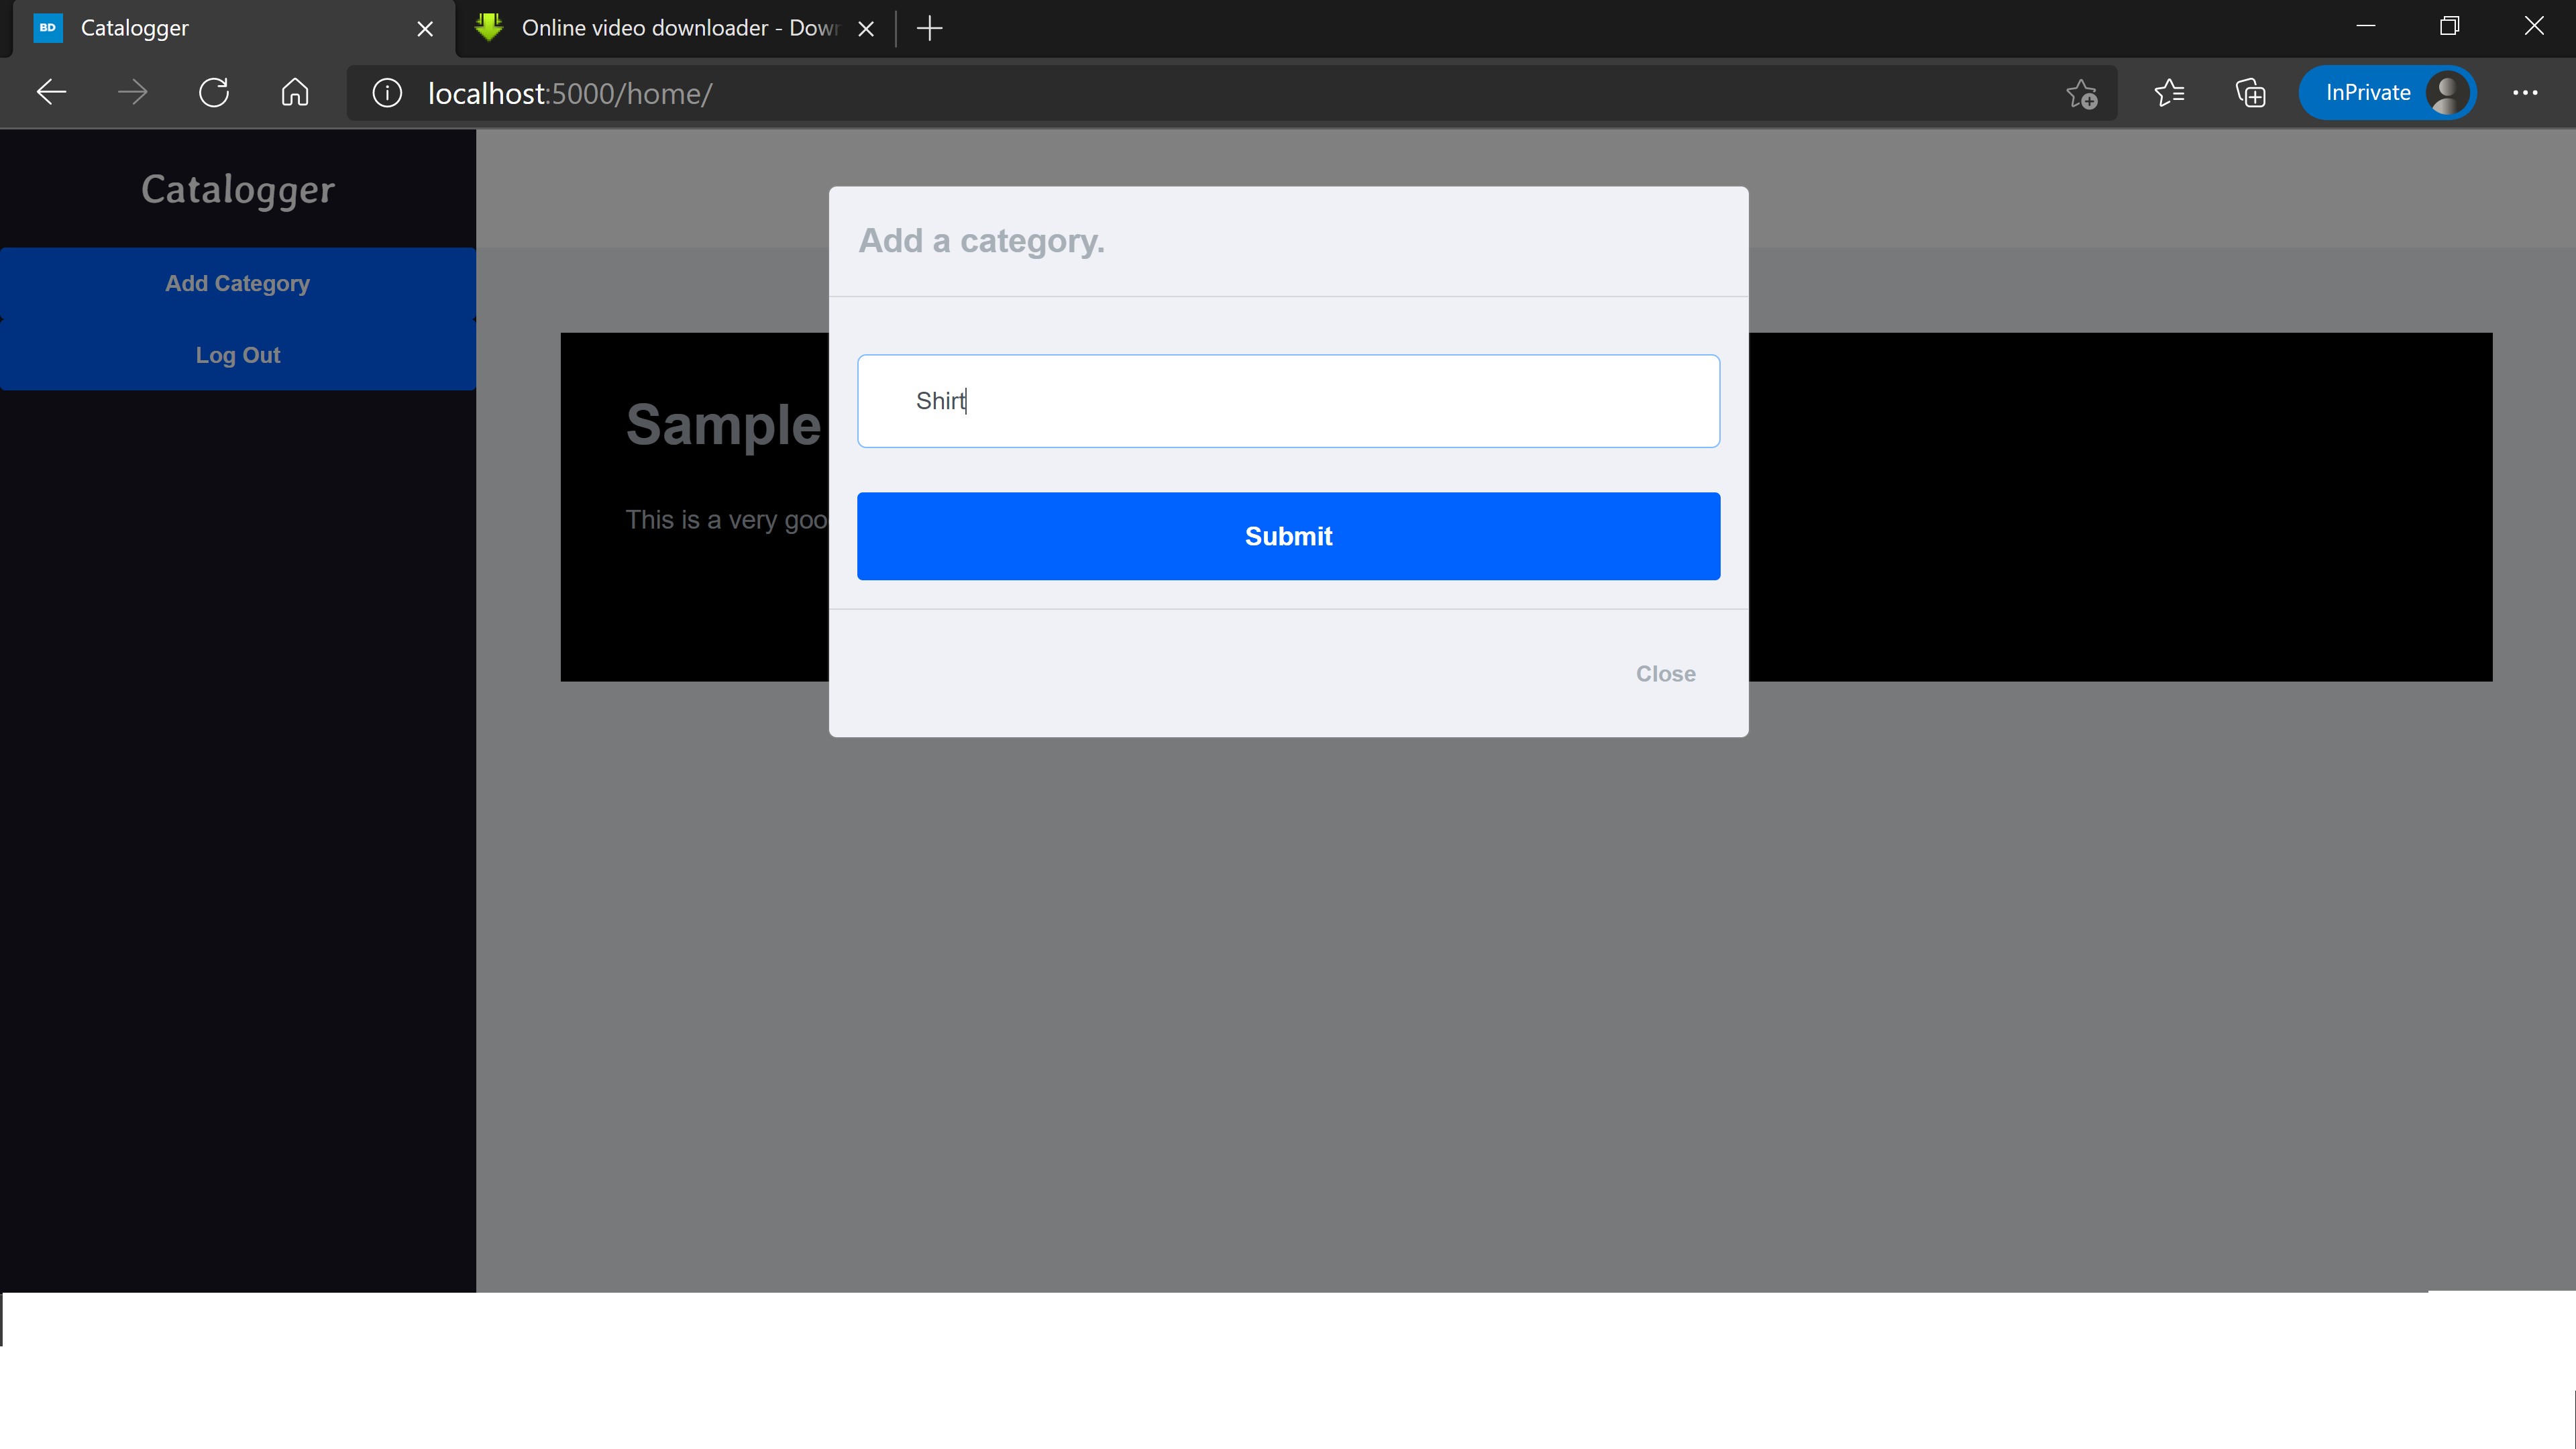 BD Catalogger
Online video downloader - Down
localhost:5000/home/
InPrivate
Catalogger
Add Category
Log Out
Add a category.
Shirt
Submit
Close
Sample
This is a very goo